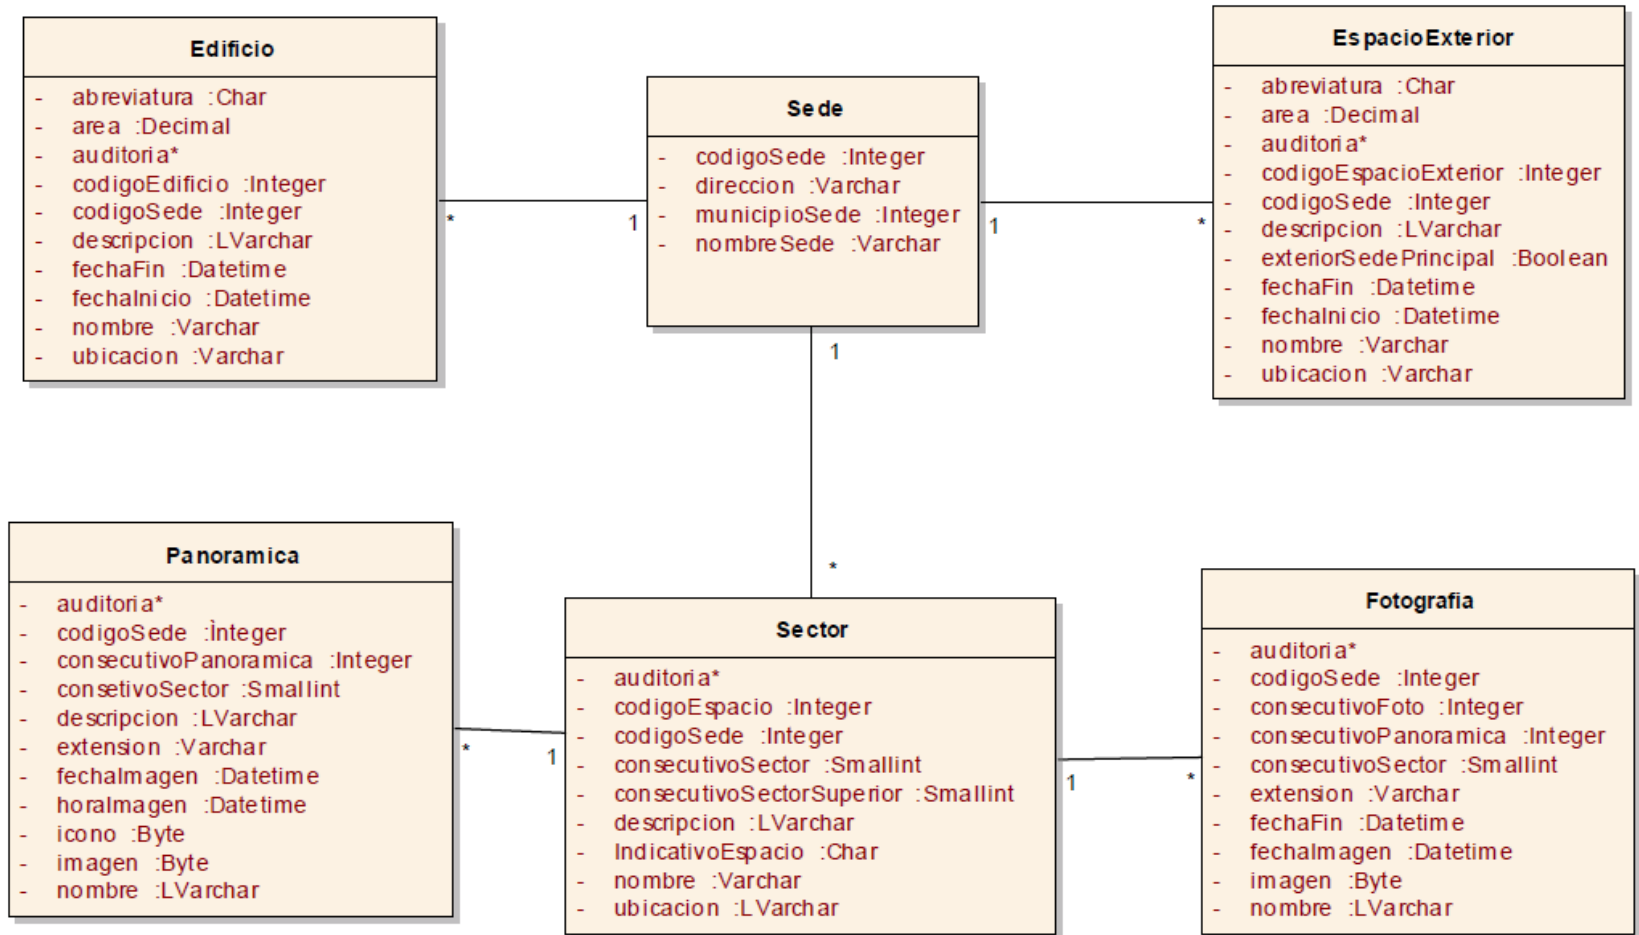 Edificio
- abreviatura :Char
- area :Decimal
- auditoria*
- codigoEdificio :Integer
- codigoSede :Integer
- descripcion :LVarchar
- fechaFin :Datetime
- fechaInicio :Datetime
- nombre :Varchar
- ubicacion :Varchar
* 1
Sede
- codigoSede :Integer
- direccion :Varchar
- municipioSede :Integer
- nombreSede :Varchar
1 *
EspacioExterior
- abreviatura :Char
- area :Decimal
- auditoria*
- codigoEspacioExterior :Integer
- codigoSede :Integer
- descripcion :LVarchar
- exteriorSedePrincipal :Boolean
- fechaFin :Datetime
- fechaInicio :Datetime
- nombre :Varchar
- ubicacion :Varchar
1
*
Panoramica
- auditoria*
- codigoSede :Ìnteger
- consecutivoPanoramica :Integer
- consetivoSector :Smallint
- descripcion :LVarchar
- extension :Varchar
- fechaImagen :Datetime
- horaImagen :Datetime
- icono :Byte
- imagen :Byte
- nombre :LVarchar
* 1
Sector
- auditoria*
- codigoEspacio :Integer
- codigoSede :Integer
- consecutivoSector :Smallint
- consecutivoSectorSuperior :Smallint
- descripcion :LVarchar
- IndicativoEspacio :Char
- nombre :Varchar
- ubicacion :LVarchar
1 *
Fotografia
- auditoria*
- codigoSede :Integer
- consecutivoFoto :Integer
- consecutivoPanoramica :Integer
- consecutivoSector :Smallint
- extension :Varchar
- fechaFin :Datetime
- fechaImagen :Datetime
- imagen :Byte
- nombre :LVarchar